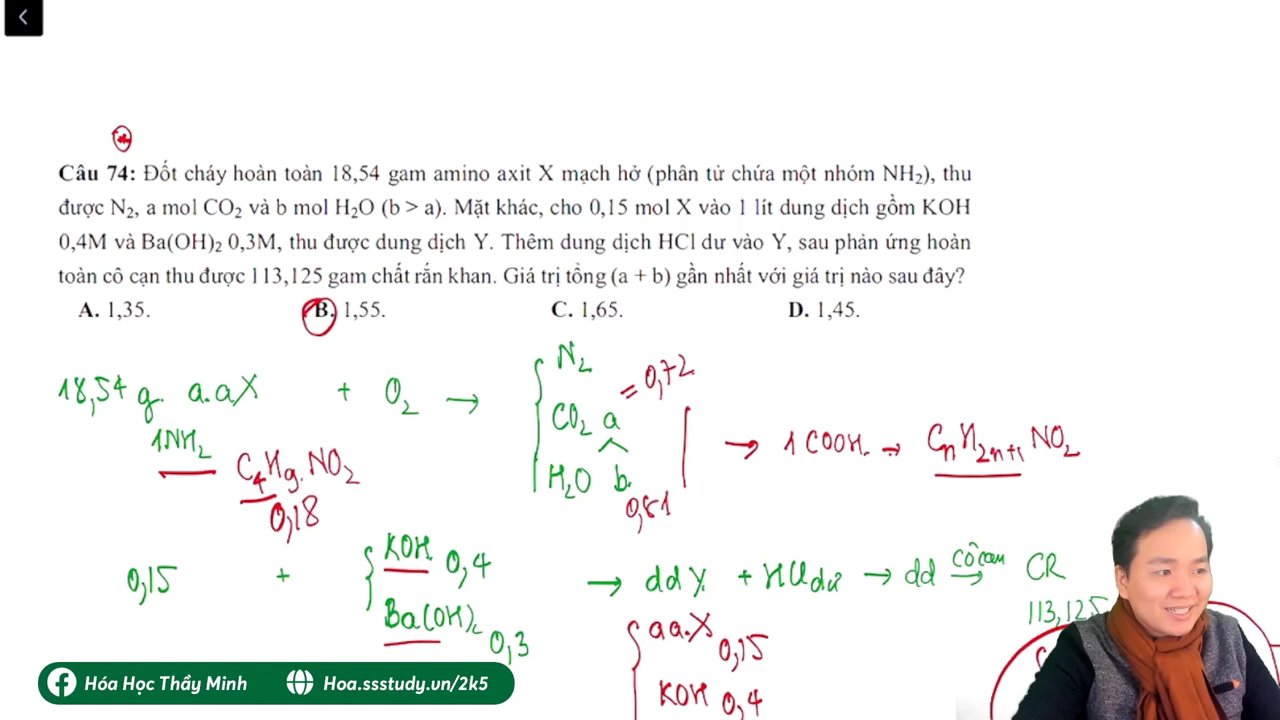 Câu 74: Đốt cháy hoàn toàn 18,54 gam amino axit X mạch hở (phân tử chứa một nhóm NH₂), thu
được N₂, a mol CO₂ và b mol H₂O (b > a). Mặt khác, cho 0,15 mol X vào 1 lít dung dịch gồm KOH
0,4M và Ba(OH)₂ 0,3M, thu được dung dịch Y. Thêm dung dịch HCl dư vào Y, sau phản ứng hoàn
toàn cô cạn thu được 113,125 gam chất rắn khan. Giá trị tổng (a + b) gần nhất với giá trị nào sau đây?
A. 1,35. B. 1,55. C. 1,65. D. 1,45.
18,54 g. a.a X + O₂ → N₂
= 0,72
CO₂ a
1NH₂
C₄H₉NO₂
0,18
H₂O b
0,81
→ 1COOH → CₙH₂ₙ₊₁NO₂
0,15 + KOH 0,4
Ba(OH)₂ 0,3
→ dd Y + HCl dư → dd cô cạn → CR
113,125
aa.X 0,15
KOH 0,4
Hóa Học Thầy Minh
Hoa.ssstudy.vn/2k5